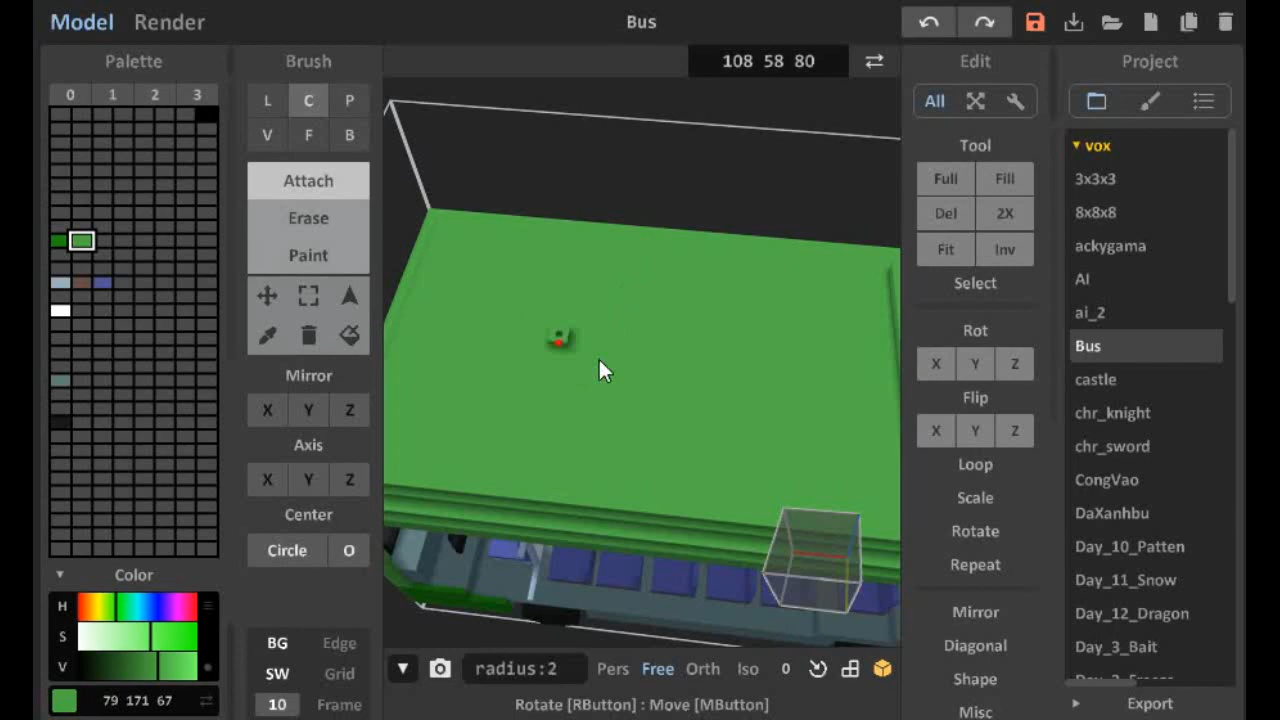 Model Render
Bus
Palette
0 1 2 3
Color
H
S
V
79 171 67
Brush
L C P
V F B
Attach
Erase
Paint
Mirror
X Y Z
Axis
X Y Z
Center
Circle O
BG Edge
SW Grid
10 Frame
108 58 80
radius:2 Pers Free Orth Iso 0
Rotate [RButton] : Move [MButton]
Edit
All
Tool
Full Fill
Del 2X
Fit Inv
Select
Rot
X Y Z
Flip
X Y Z
Loop
Scale
Rotate
Repeat
Mirror
Diagonal
Shape
Misc
Project
vox
3x3x3
8x8x8
ackygama
AI
ai_2
Bus
castle
chr_knight
chr_sword
CongVao
DaXanhbu
Day_10_Patten
Day_11_Snow
Day_12_Dragon
Day_3_Bait
Export